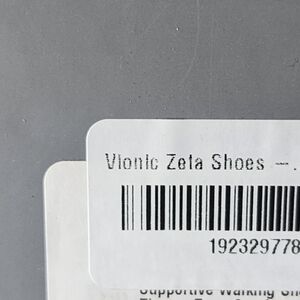 Vionic Zeta Shoes —.
192329778
Supportive Walking